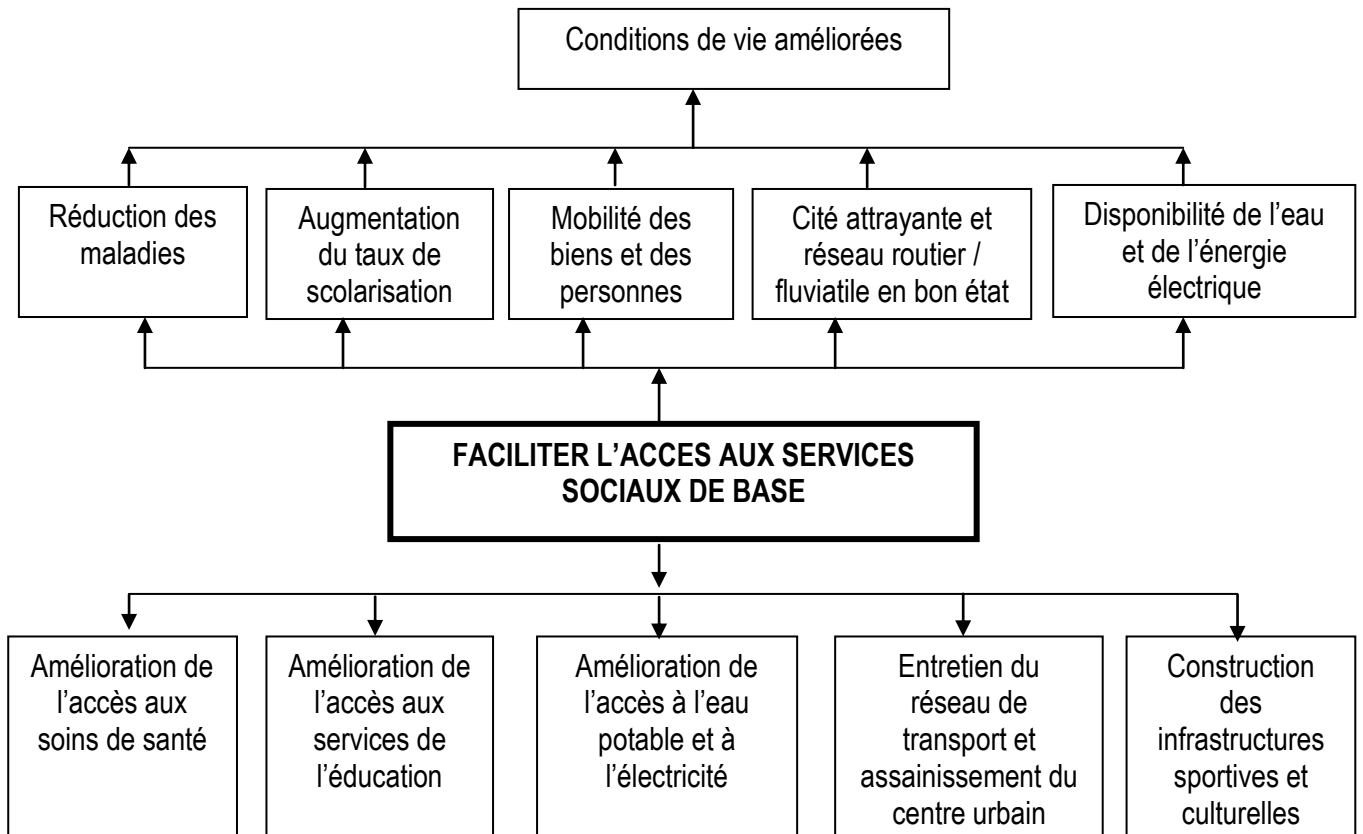 Conditions de vie améliorées
Réduction des
maladies
Augmentation
du taux de
scolarisation
Mobilité des
biens et des
personnes
Cité attrayante et
réseau routier /
fluviatile en bon état
Disponibilité de l’eau
et de l’énergie
électrique
FACILITER L’ACCES AUX SERVICES
SOCIAUX DE BASE
Amélioration de
l’accès aux
soins de santé
Amélioration de
l’accès aux
services de
l’éducation
Amélioration de
l’accès à l’eau
potable et à
l’électricité
Entretien du
réseau de
transport et
assainissement du
centre urbain
Construction
des
infrastructures
sportives et
culturelles